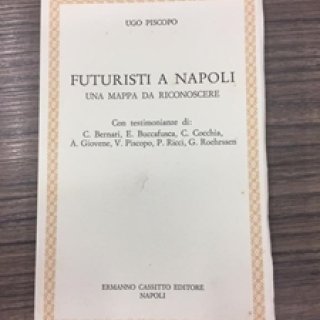 UGO PISCOPO
FUTURISTI A NAPOLI
UNA MAPPA DA RICONOSCERE
Con testimonianze di:
C. Bernari, E. Buccafusca, C. Cocchia,
A. Giovene, V. Piscopo, P. Ricci, G. Roehrssen
ERMANNO CASSITTO EDITORE
NAPOLI